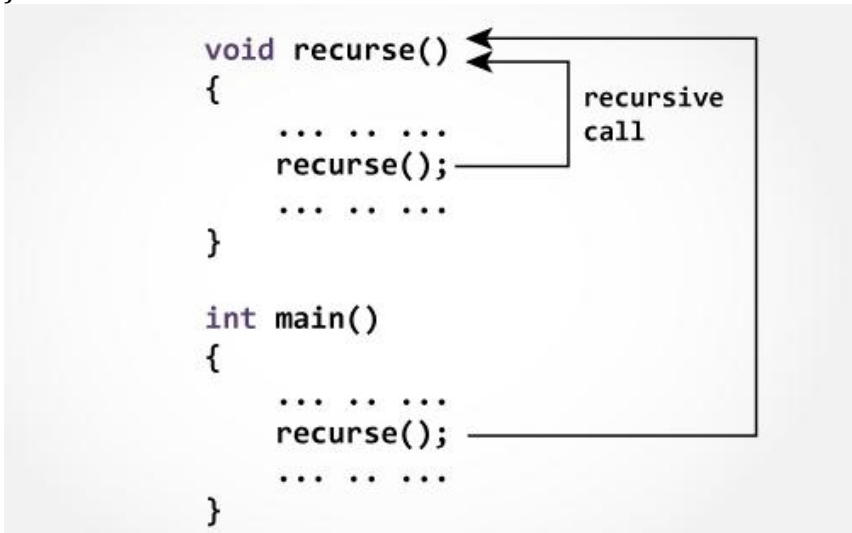 void recurse()
{
... .. ...
recurse();
... .. ...
}
recursive
call
int main()
{
... .. ...
recurse();
... .. ...
}